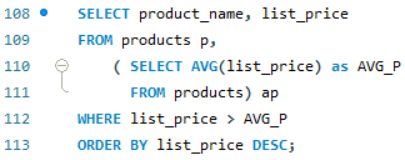 108 SELECT product_name, list_price
109 FROM products p,
110 ( SELECT AVG(list_price) as AVG_P
111 FROM products) ap
112 WHERE list_price > AVG_P
113 ORDER BY list_price DESC;